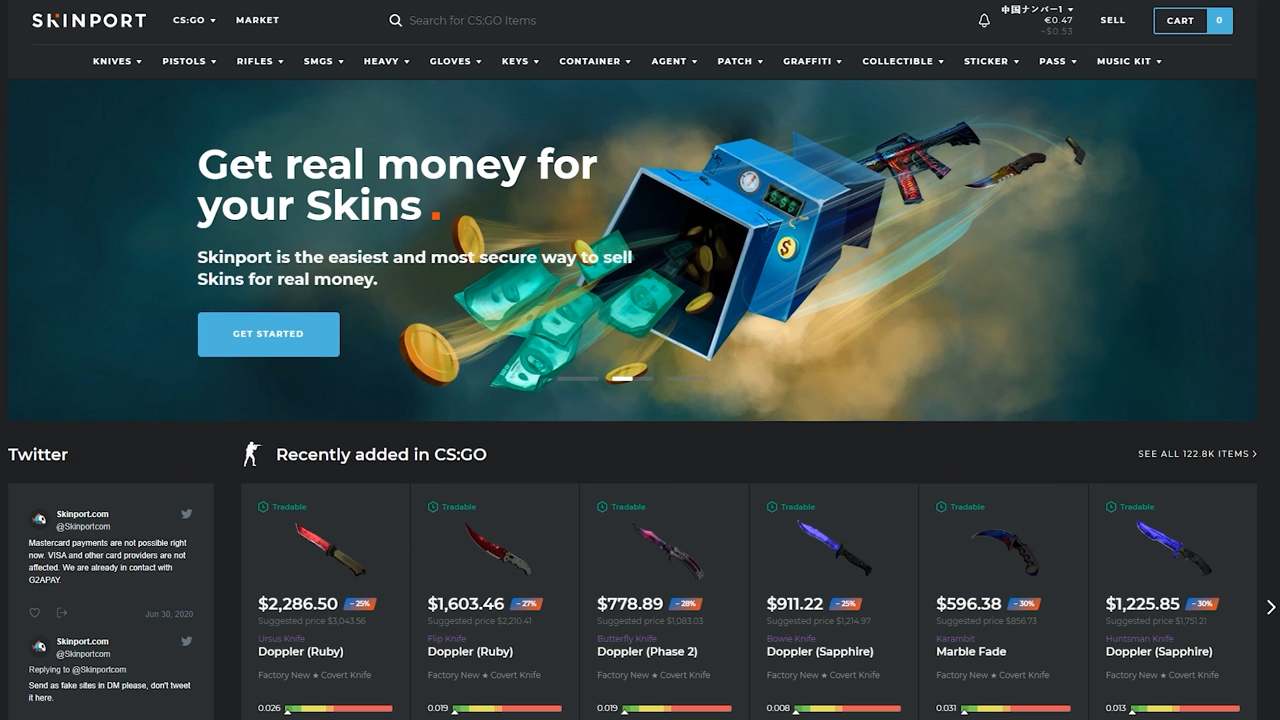 SKINPORT
CS:GO
MARKET
Search for CS:GO Items
中国ナンバー1
€0.47
~$0.53
SELL
CART
0
KNIVES
PISTOLS
RIFLES
SMGS
HEAVY
GLOVES
KEYS
CONTAINER
AGENT
PATCH
GRAFFITI
COLLECTIBLE
STICKER
PASS
MUSIC KIT
Get real money for
your Skins
Skinport is the easiest and most secure way to sell
Skins for real money.
GET STARTED
Twitter
Recently added in CS:GO
SEE ALL 122.8K ITEMS
Skinport.com
@Skinportcom
Mastercard payments are not possible right
now. VISA and other card providers are not
affected. We are already in contact with
G2APAY.
Jun 30, 2020
Skinport.com
@Skinportcom
Replying to @Skinportcom
Send as fake sites in DM please, don't tweet
it here.
Tradable
$2,286.50
− 25%
Suggested price $3,043.56
Ursus Knife
Doppler (Ruby)
Factory New ★ Covert Knife
0.026
Tradable
$1,603.46
− 27%
Suggested price $2,210.41
Flip Knife
Doppler (Ruby)
Factory New ★ Covert Knife
0.019
Tradable
$778.89
− 28%
Suggested price $1,083.03
Butterfly Knife
Doppler (Phase 2)
Factory New ★ Covert Knife
0.019
Tradable
$911.22
− 25%
Suggested price $1,214.97
Bowie Knife
Doppler (Sapphire)
Factory New ★ Covert Knife
0.008
Tradable
$596.38
− 30%
Suggested price $856.73
Karambit
Marble Fade
Factory New ★ Covert Knife
0.031
Tradable
$1,225.85
− 30%
Suggested price $1,751.21
Huntsman Knife
Doppler (Sapphire)
Factory New ★ Covert Knife
0.013